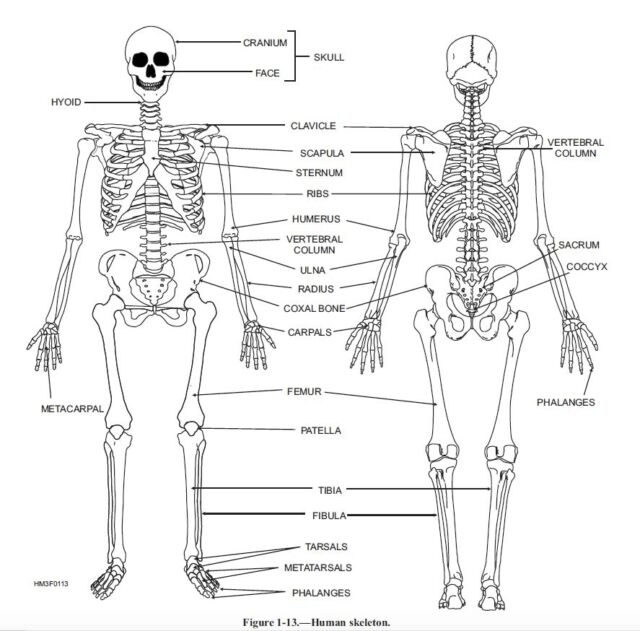 CRANIUM
SKULL
FACE
HYOID
CLAVICLE
SCAPULA
VERTEBRAL
COLUMN
STERNUM
RIBS
HUMERUS
VERTEBRAL
COLUMN
SACRUM
ULNA
COCCYX
RADIUS
COXAL BONE
CARPALS
FEMUR
METACARPAL
PHALANGES
PATELLA
TIBIA
FIBULA
TARSALS
METATARSALS
HM3F0113
PHALANGES
Figure 1-13.—Human skeleton.